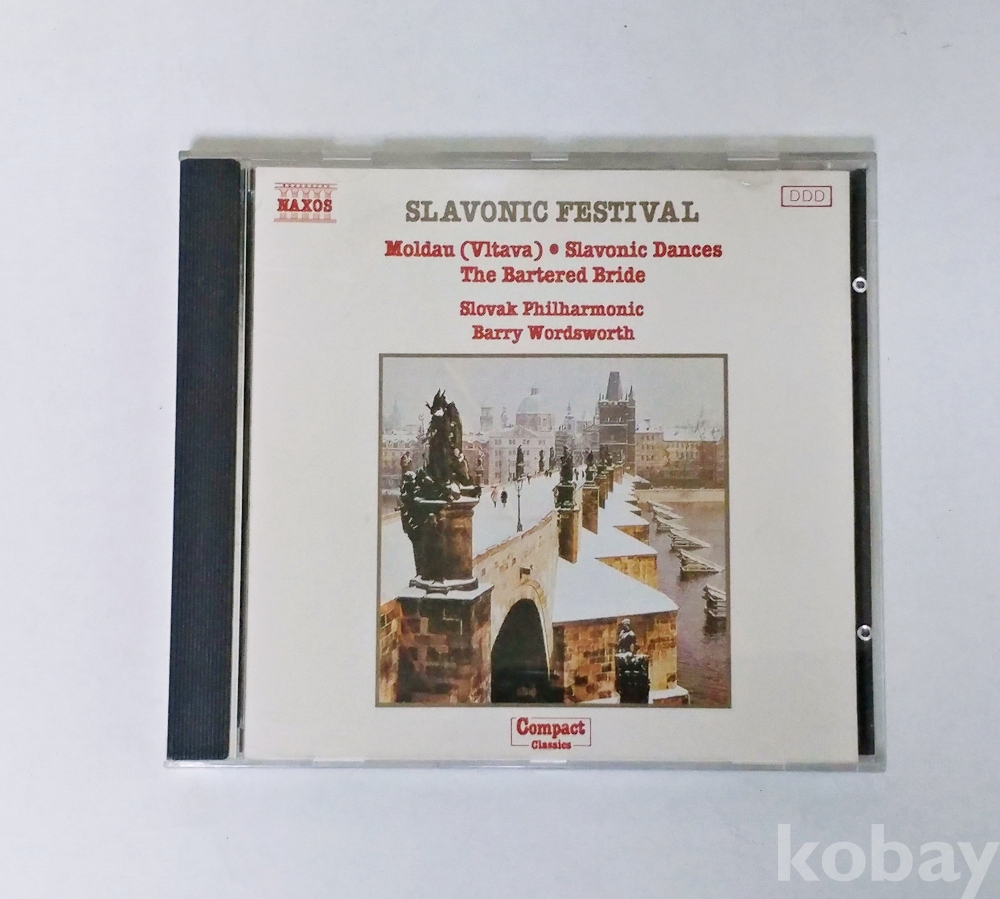 NAXOS
DDD
SLAVONIC FESTIVAL
Moldau (Vltava) • Slavonic Dances
The Bartered Bride
Slovak Philharmonic
Barry Wordsworth
Compact
Classics
kobay